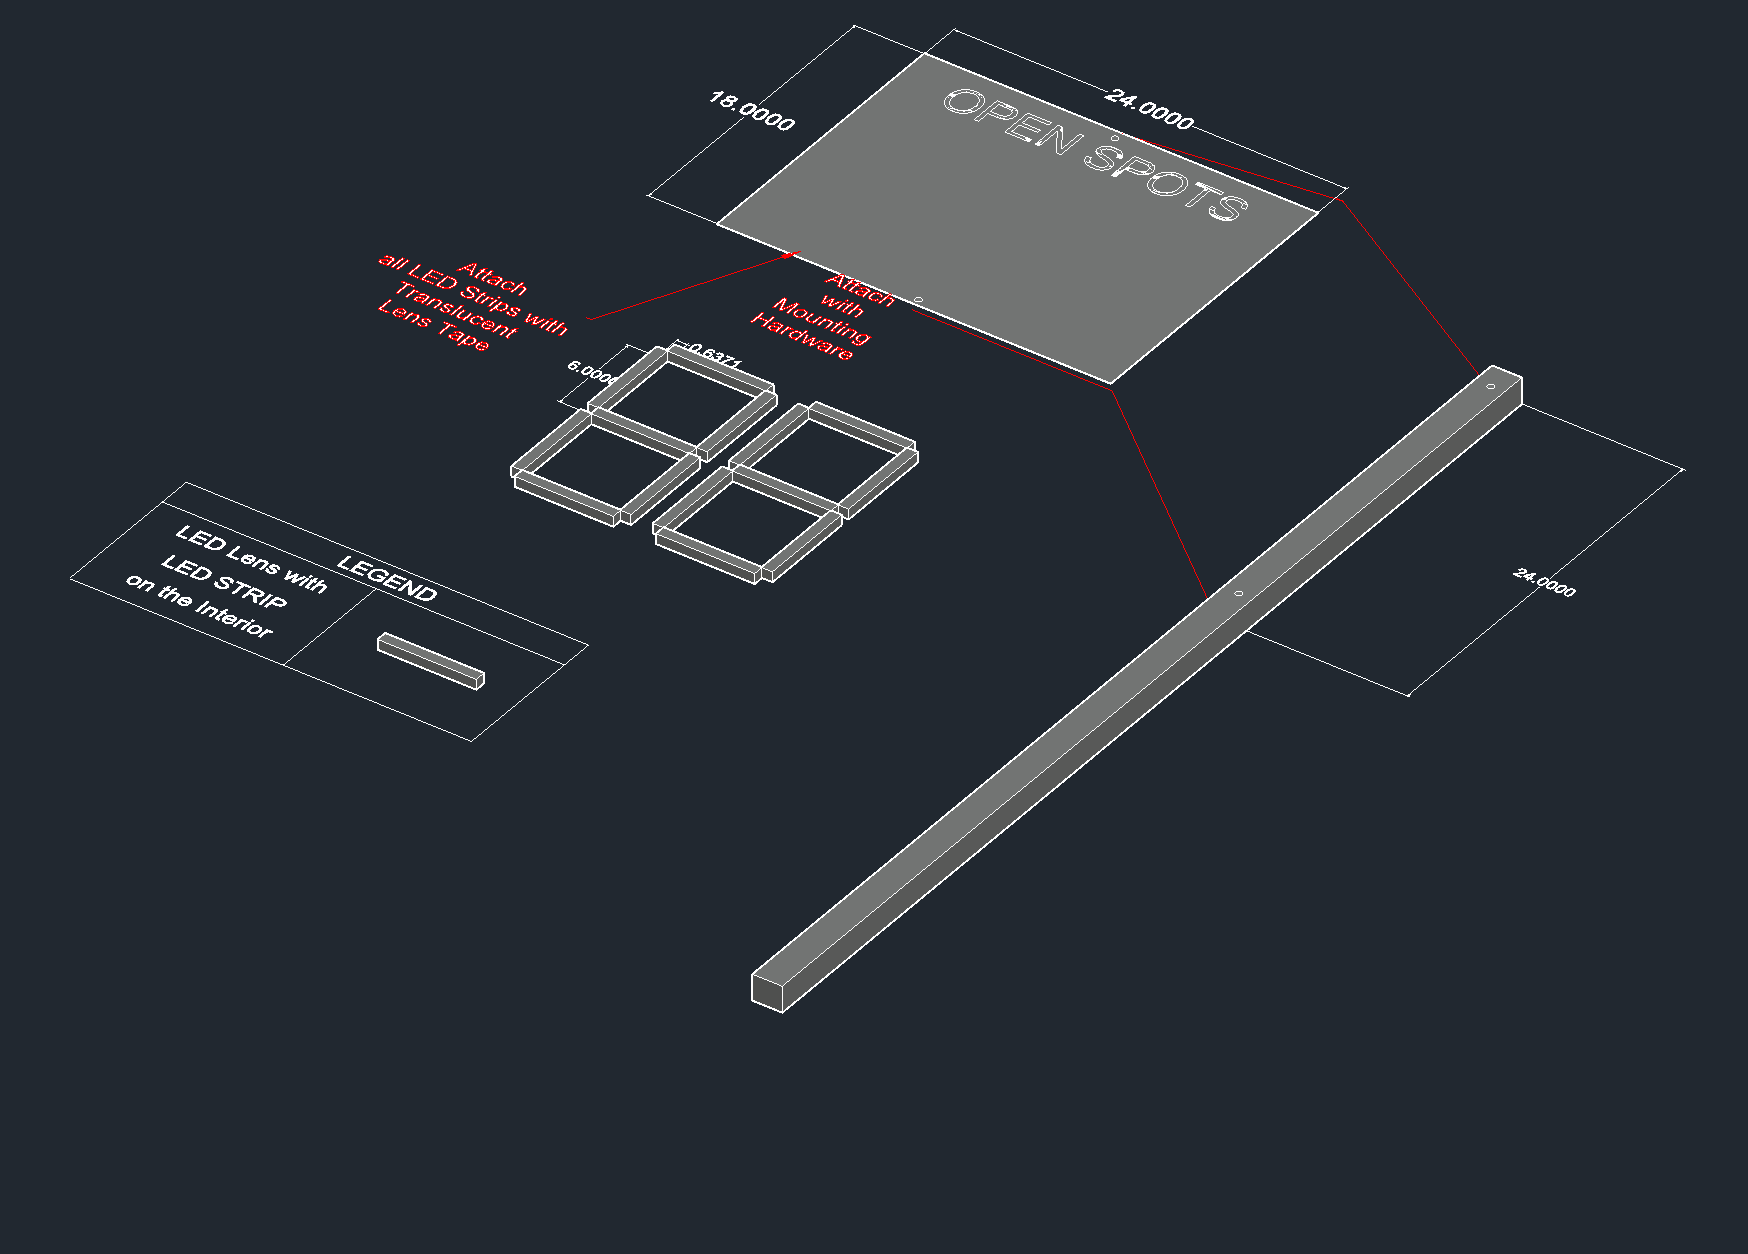 18.0000
24.0000
OPEN SPOTS
Attach
all LED Strips with
Translucent
Lens Tape
Attach
with
Mounting
Hardware
6.0000
0.6371
24.0000
LEGEND
LED Lens with
LED STRIP
on the Interior